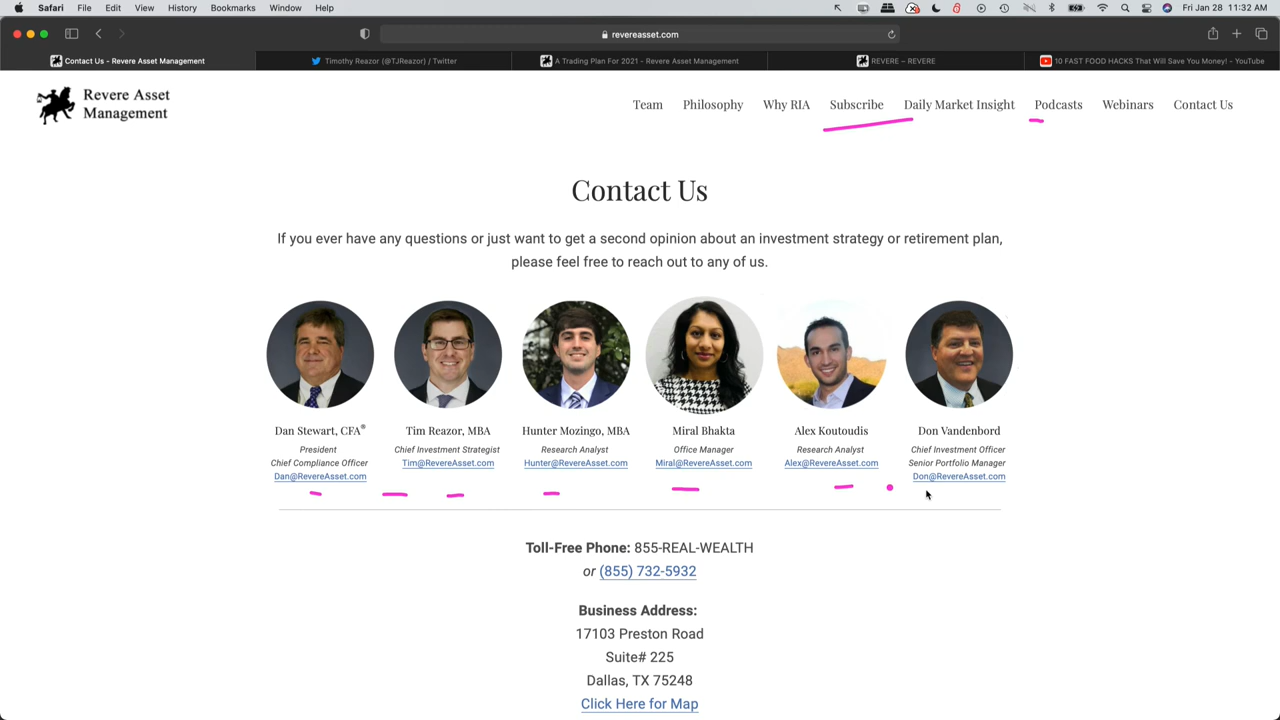 Safari File Edit View History Bookmarks Window Help Fri Jan 28 11:32 AM
revereasset.com
Contact Us - Revere Asset Management
Timothy Reazor (@TJReazor) / Twitter
A Trading Plan For 2021 - Revere Asset Management
REVERE – REVERE
10 FAST FOOD HACKS That Will Save You Money! - YouTube
Revere Asset
Management
Team Philosophy Why RIA Subscribe Daily Market Insight Podcasts Webinars Contact Us
Contact Us
If you ever have any questions or just want to get a second opinion about an investment strategy or retirement plan,
please feel free to reach out to any of us.
Dan Stewart, CFA®
President
Chief Compliance Officer
Dan@RevereAsset.com
Tim Reazor, MBA
Chief Investment Strategist
Tim@RevereAsset.com
Hunter Mozingo, MBA
Research Analyst
Hunter@RevereAsset.com
Miral Bhakta
Office Manager
Miral@RevereAsset.com
Alex Koutoudis
Research Analyst
Alex@RevereAsset.com
Don Vandenbord
Chief Investment Officer
Senior Portfolio Manager
Don@RevereAsset.com
Toll-Free Phone: 855-REAL-WEALTH
or (855) 732-5932
Business Address:
17103 Preston Road
Suite# 225
Dallas, TX 75248
Click Here for Map